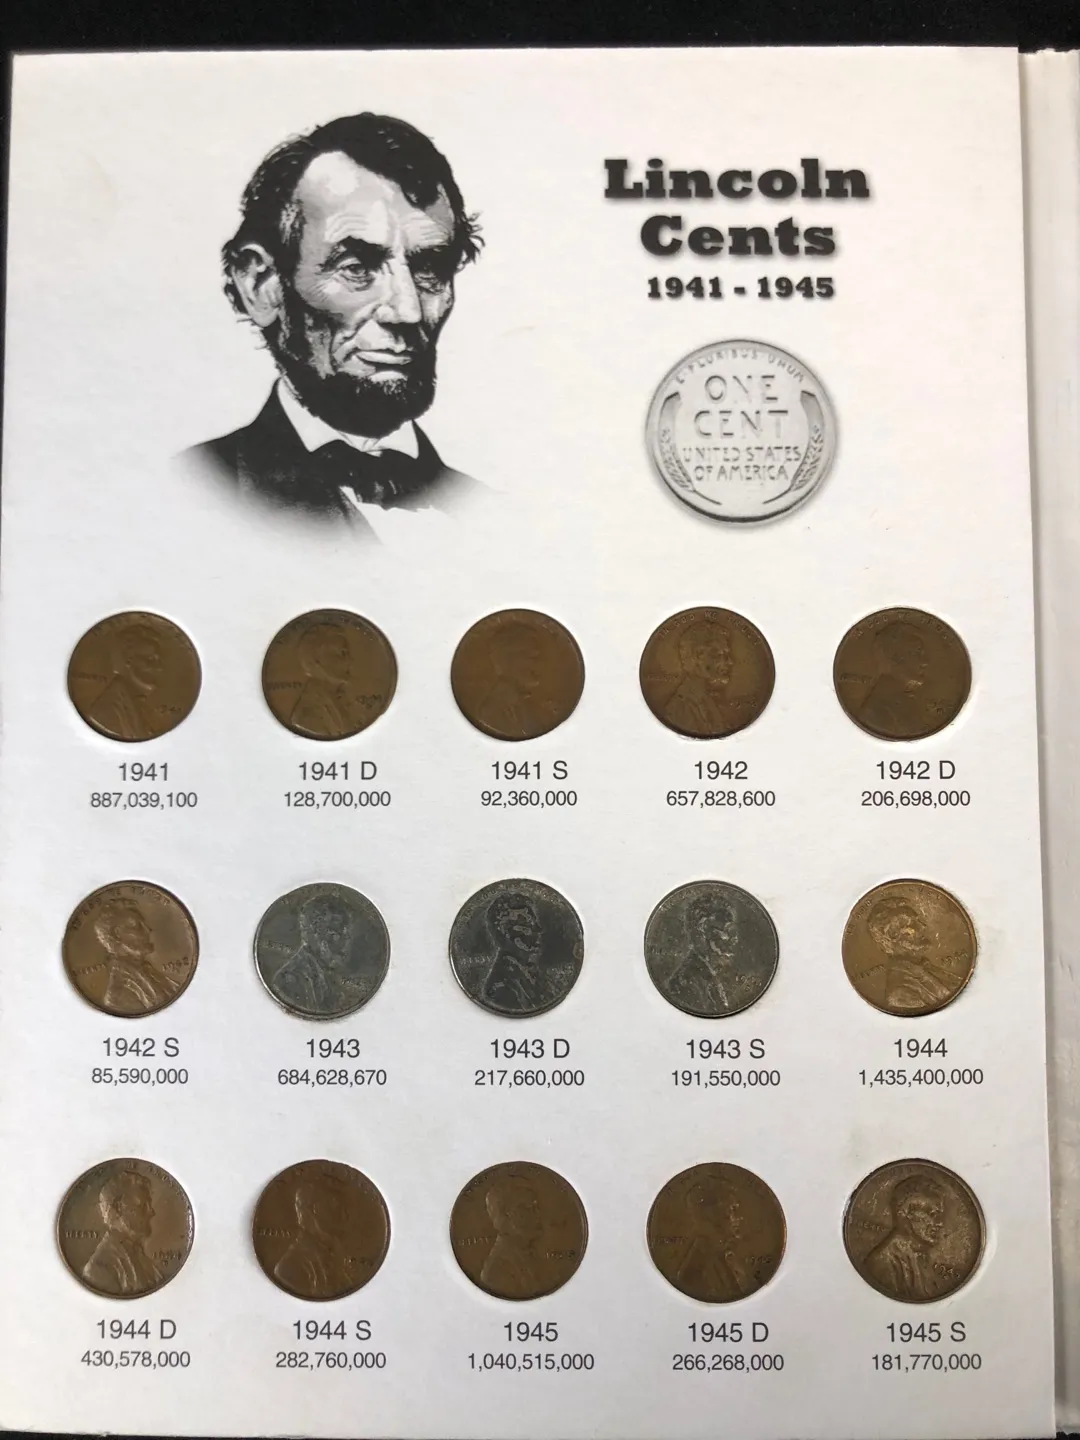 Lincoln
Cents
1941 - 1945
E·PLURIBUS·UNUM
ONE
CENT
UNITED STATES
OF AMERICA
1941
887,039,100
1941 D
128,700,000
1941 S
92,360,000
1942
657,828,600
1942 D
206,698,000
1942 S
85,590,000
1943
684,628,670
1943 D
217,660,000
1943 S
191,550,000
1944
1,435,400,000
1944 D
430,578,000
1944 S
282,760,000
1945
1,040,515,000
1945 D
266,268,000
1945 S
181,770,000